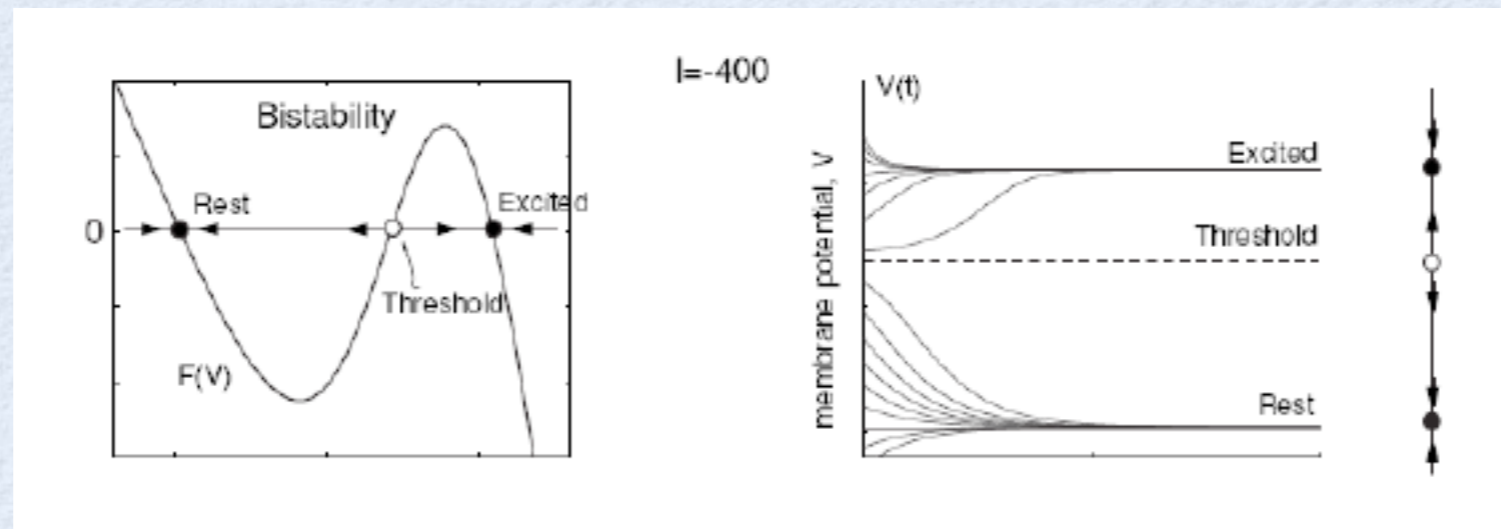 I=-400
Bistability
Rest
Excited
0
Threshold
F(V)
V(t)
membrane potential, V
Excited
Threshold
Rest